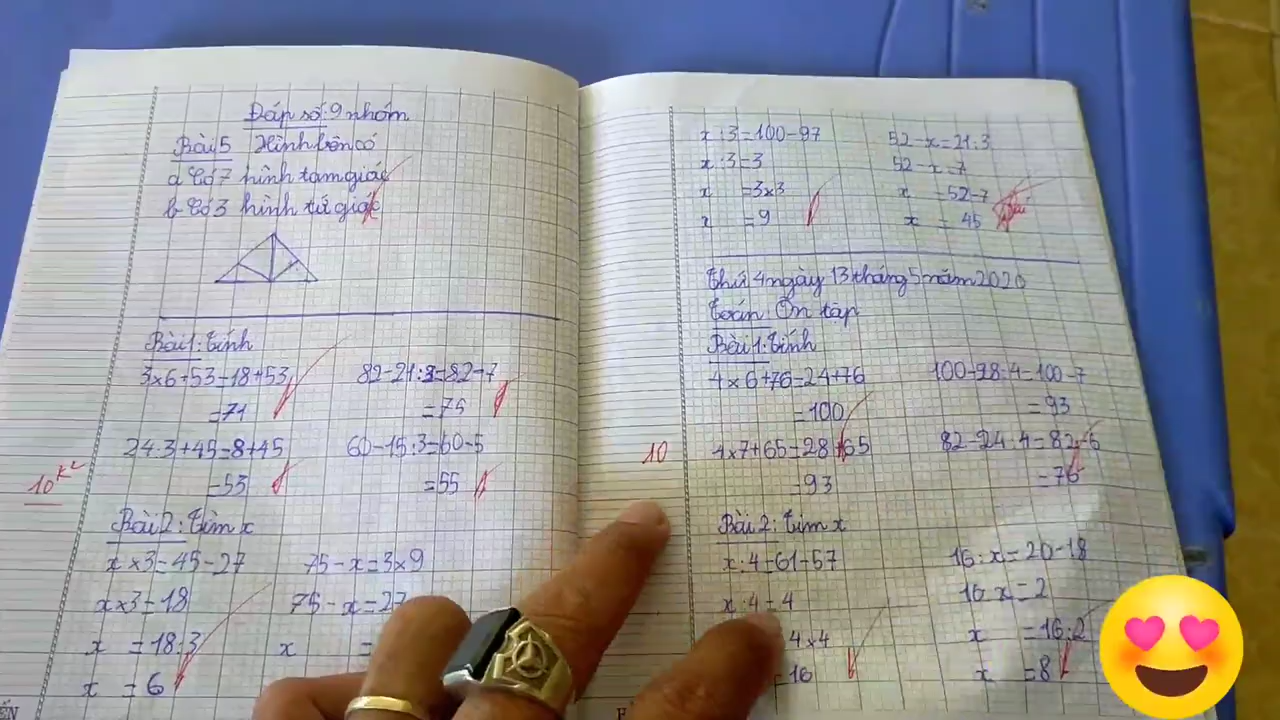 Đáp số: 9 nhóm
Bài 5 Hình bên có
a Có 7 hình tam giác
b Có 3 hình tứ giác
Bài 1: Tính
3 x 6 + 53 = 18 + 53
= 71
82 - 21 : 3 = 82 - 7
= 75
24 : 3 + 45 = 8 + 45
= 53
60 - 15 : 3 = 60 - 5
= 55
10
Bài 2: Tìm x
x x 3 = 45 - 27
x x 3 = 18
x = 18 : 3
x = 6
75 - x = 3 x 9
75 - x = 27
x =
x : 3 = 100 - 97
x : 3 = 3
x = 3 x 3
x = 9
52 - x = 21 : 3
52 - x = 7
x = 52 - 7
x = 45
Thứ 4 ngày 13 tháng 5 năm 2020
Toán: Ôn tập
Bài 1: Tính
4 x 6 + 76 = 24 + 76
= 100
100 - 28 : 4 = 100 - 7
= 93
10
4 x 7 + 65 = 28 + 65
= 93
82 - 24 : 4 = 82 - 6
= 76
Bài 2: Tìm x
x : 4 = 61 - 57
x : 4 = 4
4 x 4
= 16
16 : x = 20 - 18
16 x = 2
x = 16 : 2
x = 8